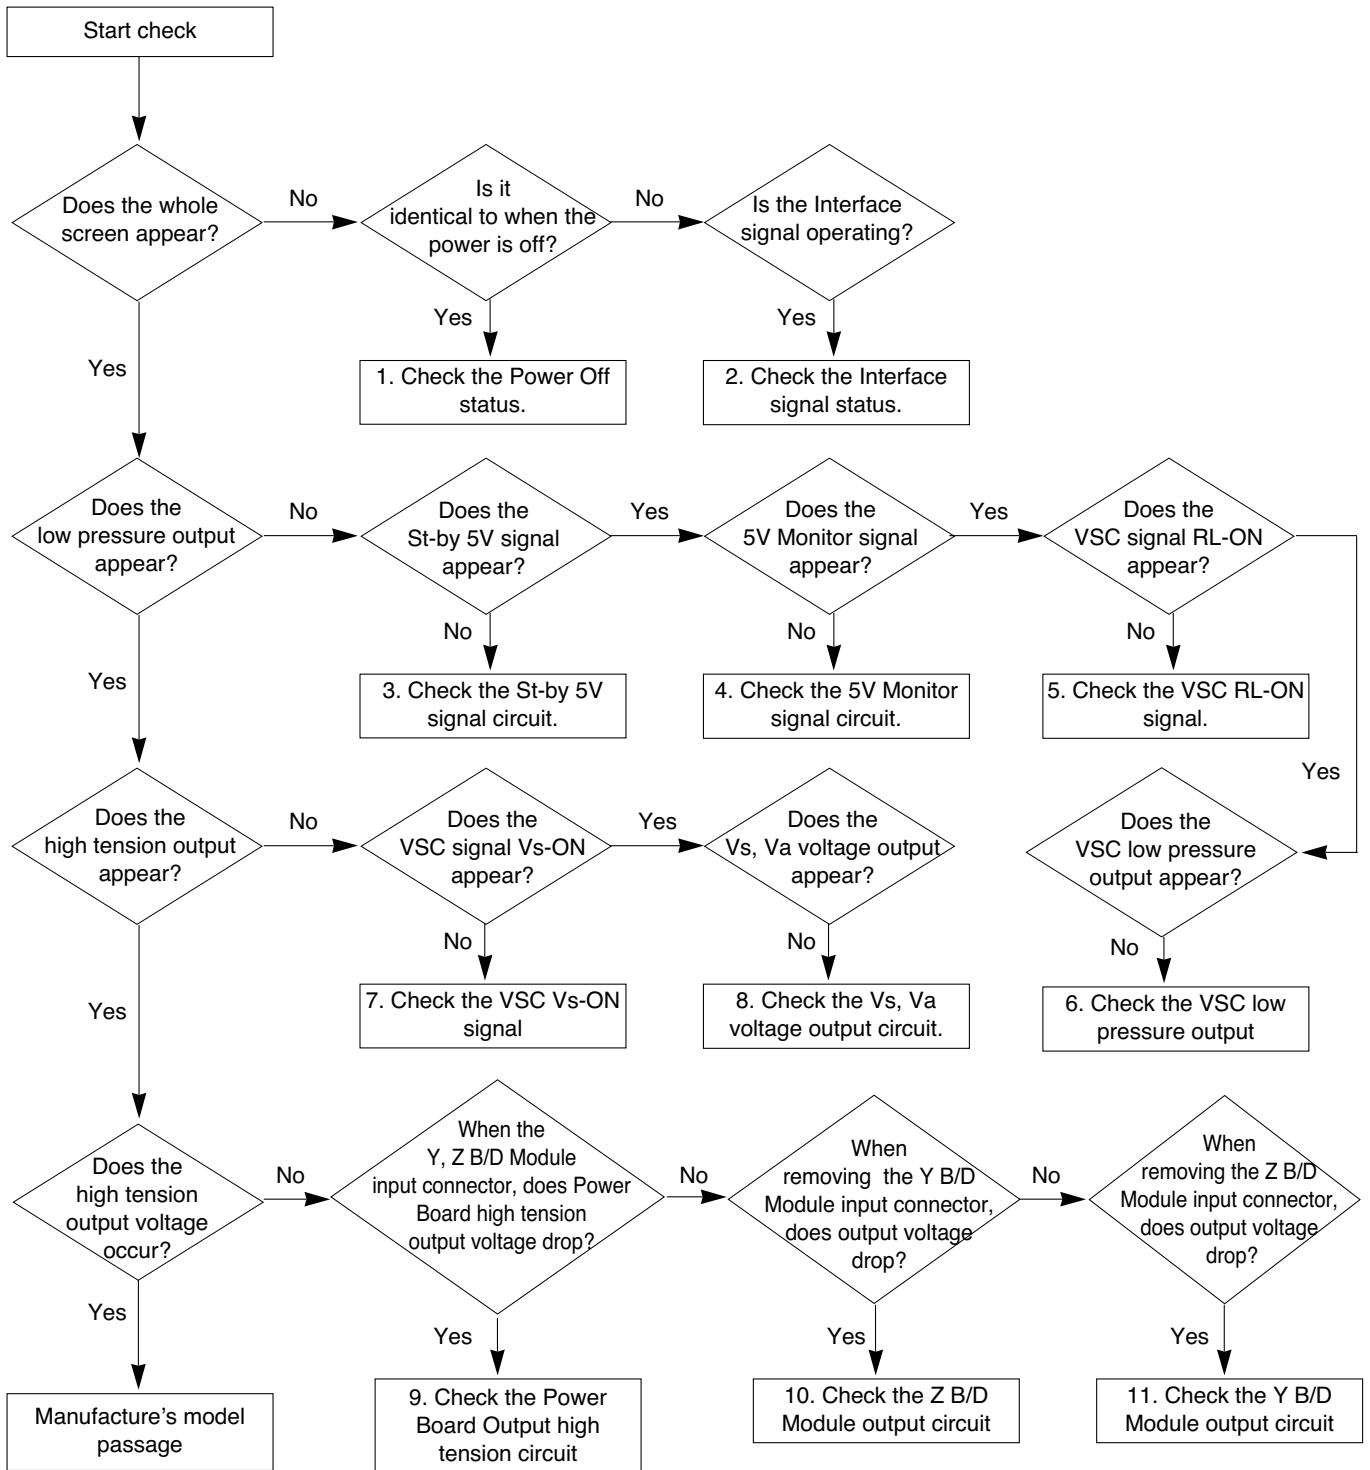 Start check
Does the whole
screen appear?
No
Is it
identical to when the
power is off?
No
Is the Interface
signal operating?
Yes
Yes
Yes
1. Check the Power Off
status.
2. Check the Interface
signal status.
Does the
low pressure output
appear?
No
Does the
St-by 5V signal
appear?
Yes
Does the
5V Monitor signal
appear?
Yes
Does the
VSC signal RL-ON
appear?
Yes
No
No
No
3. Check the St-by 5V
signal circuit.
4. Check the 5V Monitor
signal circuit.
5. Check the VSC RL-ON
signal.
Yes
Does the
high tension output
appear?
No
Does the
VSC signal Vs-ON
appear?
Yes
Does the
Vs, Va voltage output
appear?
Does the
VSC low pressure
output appear?
Yes
No
No
No
7. Check the VSC Vs-ON
signal
8. Check the Vs, Va
voltage output circuit.
6. Check the VSC low
pressure output
Does the
high tension
output voltage
occur?
No
When the
Y, Z B/D Module
input connector, does Power
Board high tension
output voltage drop?
No
When
removing the Y B/D
Module input connector,
does output voltage
drop?
No
When
removing the Z B/D
Module input connector,
does output voltage
drop?
Yes
Yes
Yes
Yes
Manufacture's model
passage
9. Check the Power
Board Output high
tension circuit
10. Check the Z B/D
Module output circuit
11. Check the Y B/D
Module output circuit